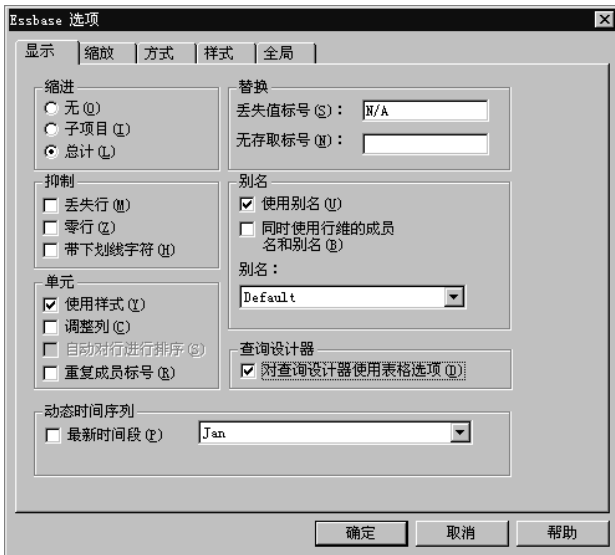 Essbase 选项
显示 缩放 方式 样式 全局
缩进
无(O)
子项目(I)
总计(L)
替换
丢失值标号(S)：
N/A
无存取标号(N)：
抑制
丢失行(M)
零行(Z)
带下划线字符(H)
别名
使用别名(U)
同时使用行维的成员
名和别名(B)
别名：
Default
单元
使用样式(Y)
调整列(C)
自动对行进行排序(S)
重复成员标号(R)
查询设计器
对查询设计器使用表格选项(D)
动态时间序列
最新时间段(P)
Jan
确定 取消 帮助